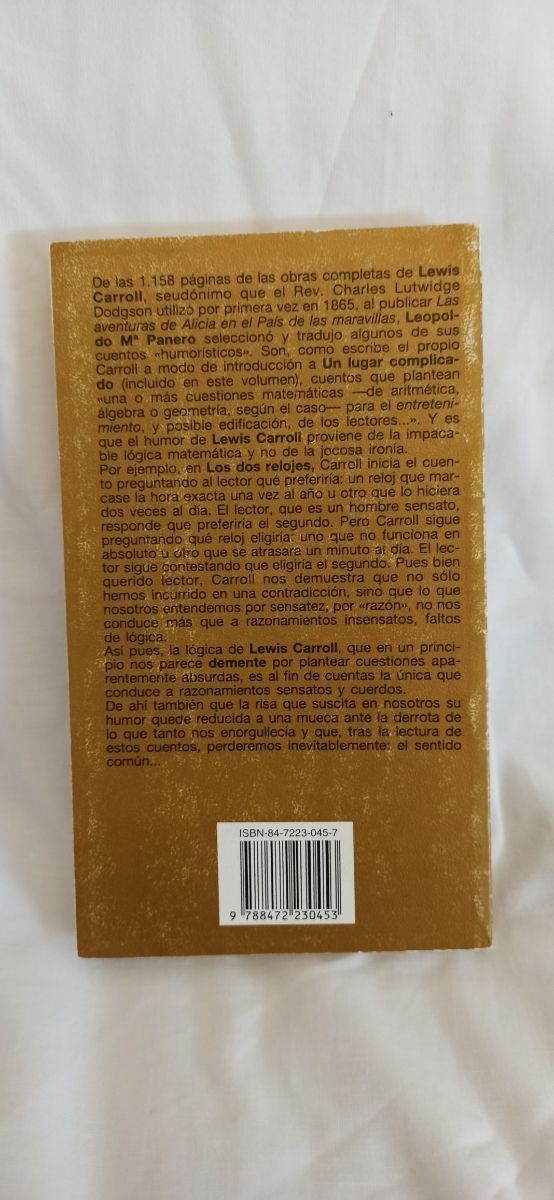 De las 1.158 páginas de las obras completas de Lewis
Carroll, seudónimo que el Rev. Charles Lutwidge
Dodgson utilizó por primera vez en 1865, al publicar Las
aventuras de Alicia en el País de las maravillas, Leopol-
do Mª Panero seleccionó y tradujo algunos de sus
cuentos «humorísticos». Son, como escribe el propio
Carroll a modo de introducción a Un lugar complica-
do (incluido en este volumen), cuentos que plantean
«una o más cuestiones matemáticas —de aritmética,
álgebra o geometría, según el caso— para el entreteni-
miento, y posible edificación, de los lectores...». Y es
que el humor de Lewis Carroll proviene de la impaca-
ble lógica matemática y no de la jocosa ironía.
Por ejemplo, en Los dos relojes, Carroll inicia el cuen-
to preguntando al lector qué preferiría: un reloj que mar-
case la hora exacta una vez al año u otro que lo hiciera
dos veces al día. El lector, que es un hombre sensato,
responde que preferiría el segundo. Pero Carroll sigue
preguntando qué reloj eligiría: uno que no funciona en
absoluto u otro que se atrasara un minuto al día. El lec-
tor sigue contestando que eligiría el segundo. Pues bien
querido lector, Carroll nos demuestra que no sólo
hemos incurrido en una contradicción, sino que lo que
nosotros entendemos por sensatez, por «razón», no nos
conduce más que a razonamientos insensatos, faltos
de lógica.
Así pues, la lógica de Lewis Carroll, que en un princi-
pio nos parece demente por plantear cuestiones apa-
rentemente absurdas, es al fin de cuentas la única que
conduce a razonamientos sensatos y cuerdos.
De ahí también que la risa que suscita en nosotros su
humor quede reducida a una mueca ante la derrota de
lo que tanto nos enorgullecía y que, tras la lectura de
estos cuentos, perderemos inevitablemente: el sentido
común...
ISBN-84-7223-045-7
9 788472 230453